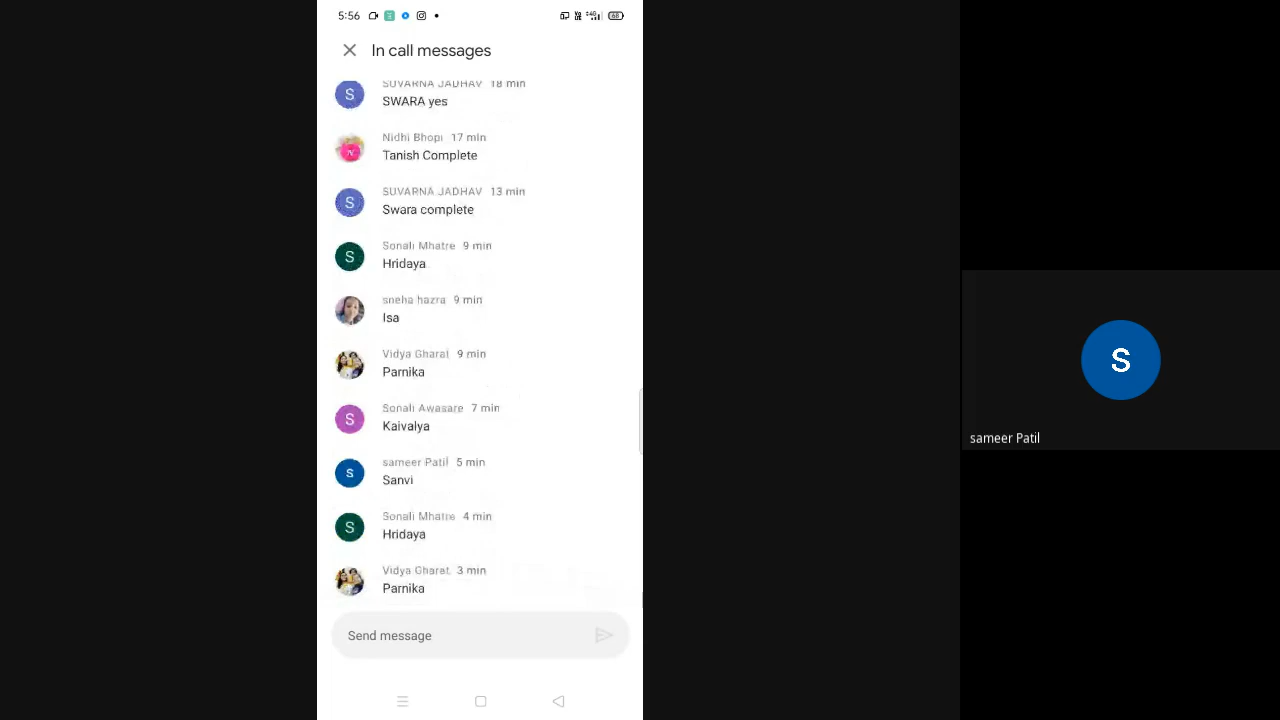 5:56
In call messages
SUVARNA JADHAV 18 min
S
SWARA yes
Nidhi Bhopi 17 min
Tanish Complete
SUVARNA JADHAV 13 min
S
Swara complete
Sonali Mhatre 9 min
S
Hridaya
sneha hazra 9 min
Isa
Vidya Gharat 9 min
Parnika
Sonali Awasare 7 min
S
Kaivalya
sameer Patil 5 min
s
Sanvi
Sonali Mhatre 4 min
S
Hridaya
Vidya Gharat 3 min
Parnika
Send message
s
sameer Patil